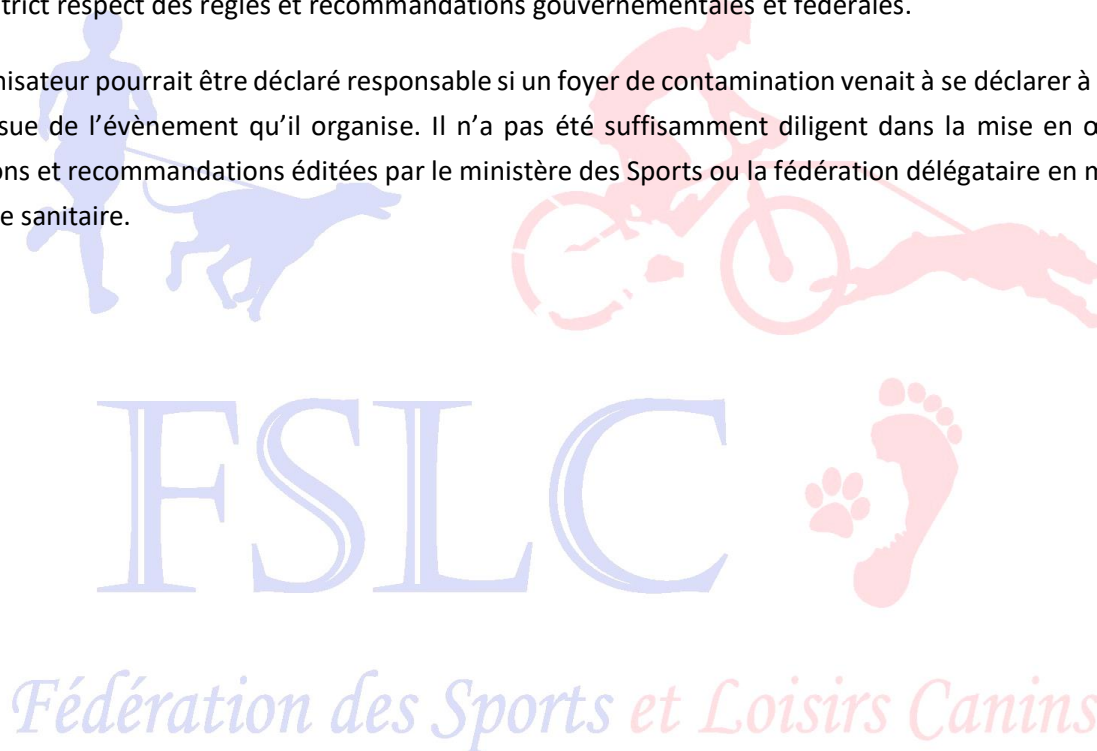 trict respect des règles et recommandations gouvernementales et fédérales.
nisateur pourrait être déclaré responsable si un foyer de contamination venait à se déclarer à
sue de l’évènement qu’il organise. Il n’a pas été suffisamment diligent dans la mise en œ
ons et recommandations éditées par le ministère des Sports ou la fédération délégataire en m
e sanitaire.
FSLC
Fédération des Sports et Loisirs Canins